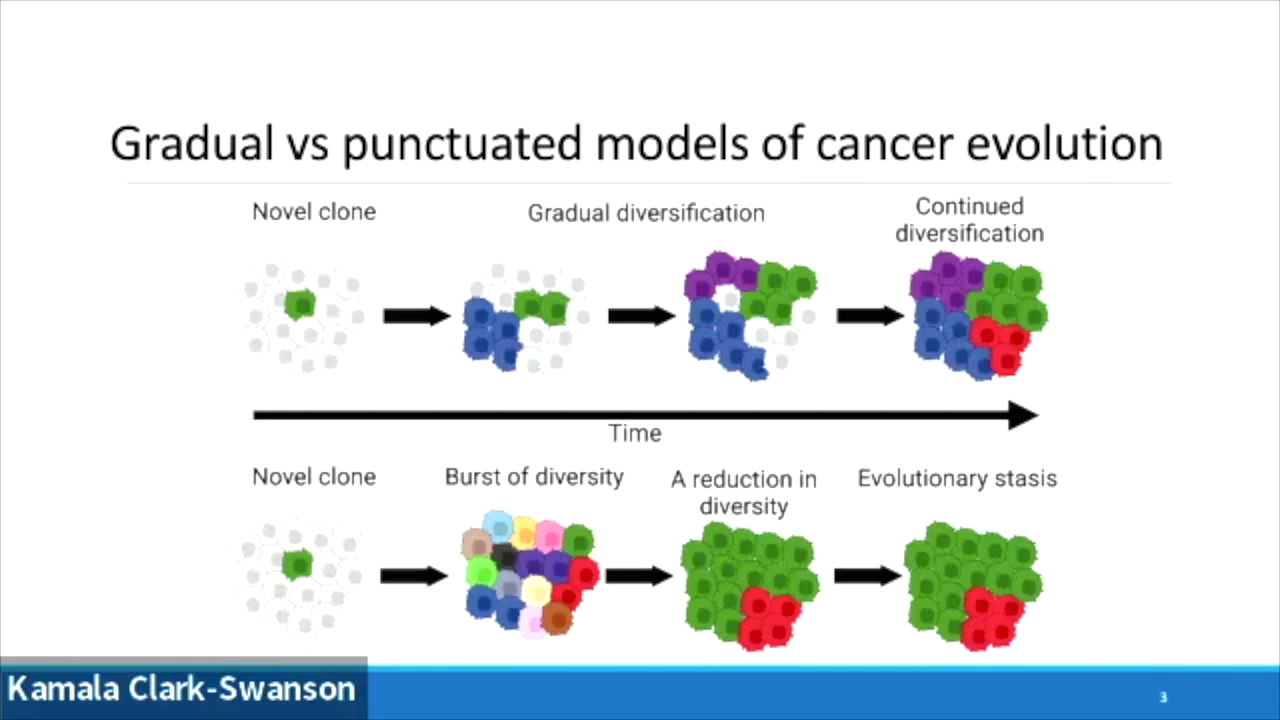 Gradual vs punctuated models of cancer evolution
Novel clone
Gradual diversification
Continued
diversification
Time
Novel clone
Burst of diversity
A reduction in
diversity
Evolutionary stasis
Kamala Clark-Swanson
3